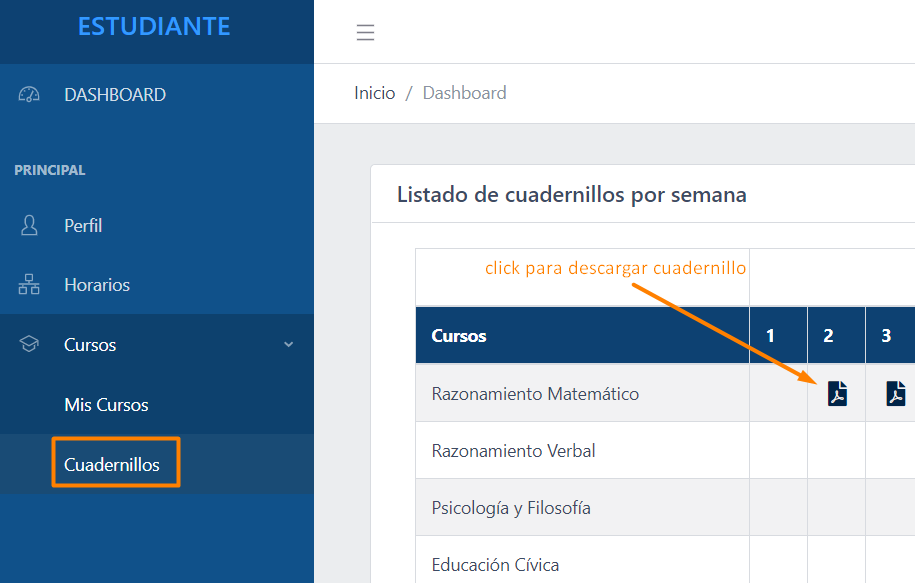 ESTUDIANTE
DASHBOARD
PRINCIPAL
Perfil
Horarios
Cursos
Mis Cursos
Cuadernillos
Inicio / Dashboard
Listado de cuadernillos por semana
click para descargar cuadernillo
Cursos 1 2 3
Razonamiento Matemático
Razonamiento Verbal
Psicología y Filosofía
Educación Cívica